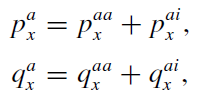 $p_x^a = p_x^{aa} + p_x^{ai},$
$q_x^a = q_x^{aa} + q_x^{ai},$